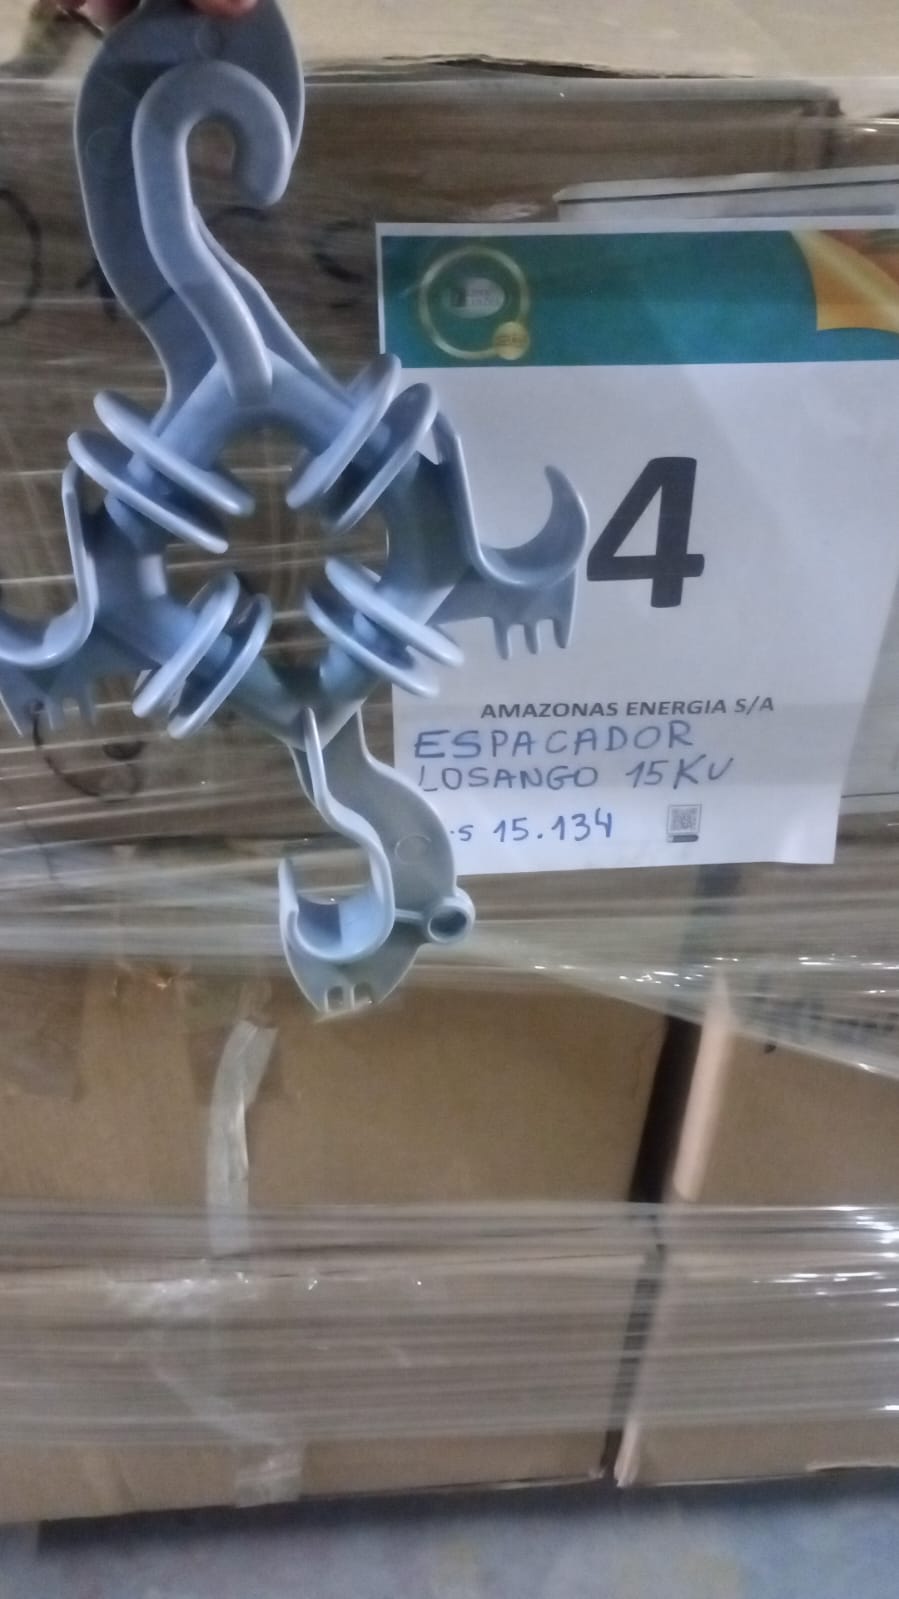 4
AMAZONAS ENERGIA S/A
ESPACADOR
LOSANGO 15KV
15.134